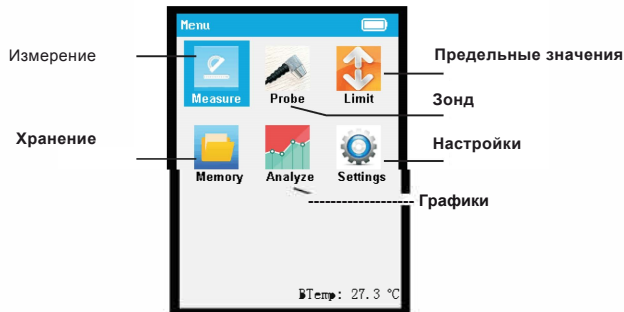 Menu
Измерение
Предельные значения
Measure Probe Limit
Зонд
Хранение
Настройки
Memory Analyze Settings
Графики
BTemp: 27.3 °C